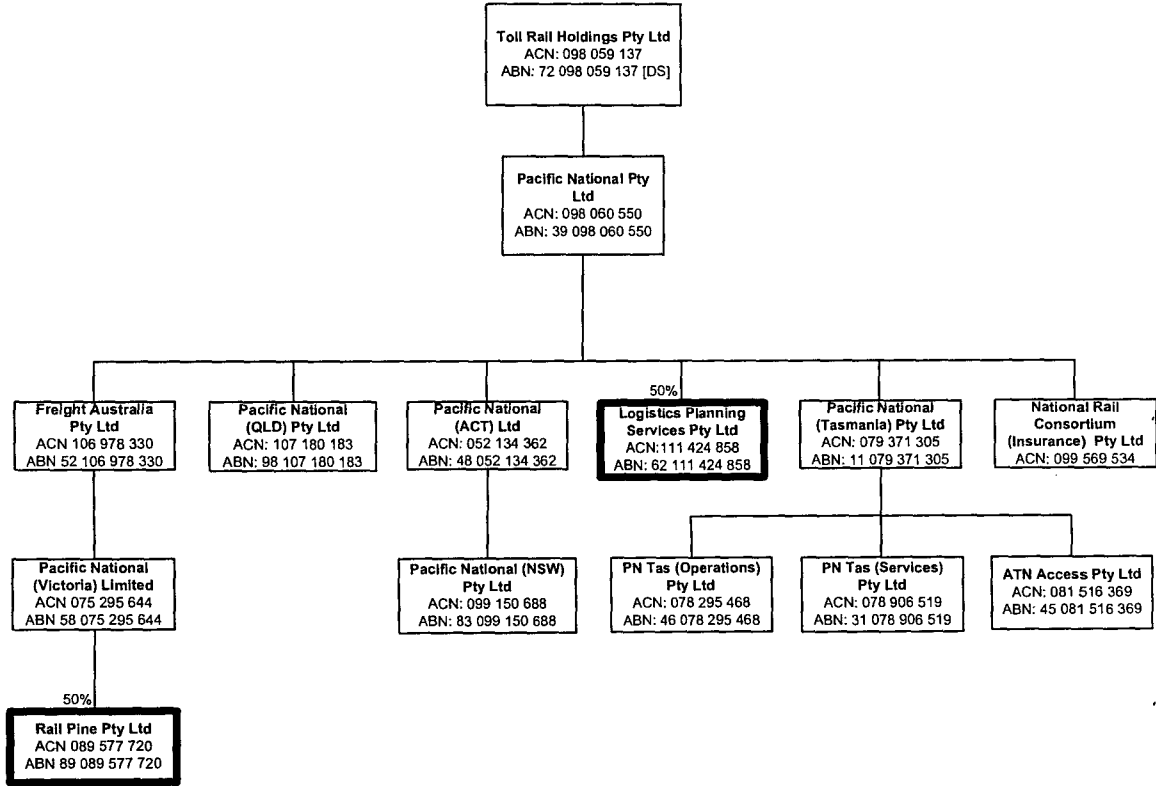 Toll Rail Holdings Pty Ltd
ACN: 098 059 137
ABN: 72 098 059 137 [DS]
Pacific National Pty
Ltd
ACN: 098 060 550
ABN: 39 098 060 550
Freight Australia
Pty Ltd
ACN 106 978 330
ABN 52 106 978 330
Pacific National
(QLD) Pty Ltd
ACN: 107 180 183
ABN: 98 107 180 183
Pacific National
(ACT) Ltd
ACN: 052 134 362
ABN: 48 052 134 362
50%
Logistics Planning
Services Pty Ltd
ACN:111 424 858
ABN: 62 111 424 858
Pacific National
(Tasmania) Pty Ltd
ACN: 079 371 305
ABN: 11 079 371 305
National Rail
Consortium
(Insurance) Pty Ltd
ACN: 099 569 534
Pacific National
(Victoria) Limited
ACN 075 295 644
ABN 58 075 295 644
Pacific National (NSW)
Pty Ltd
ACN: 099 150 688
ABN: 83 099 150 688
PN Tas (Operations)
Pty Ltd
ACN: 078 295 468
ABN: 46 078 295 468
PN Tas (Services)
Pty Ltd
ACN: 078 906 519
ABN: 31 078 906 519
ATN Access Pty Ltd
ACN: 081 516 369
ABN: 45 081 516 369
50%
Rail Pine Pty Ltd
ACN 089 577 720
ABN 89 089 577 720